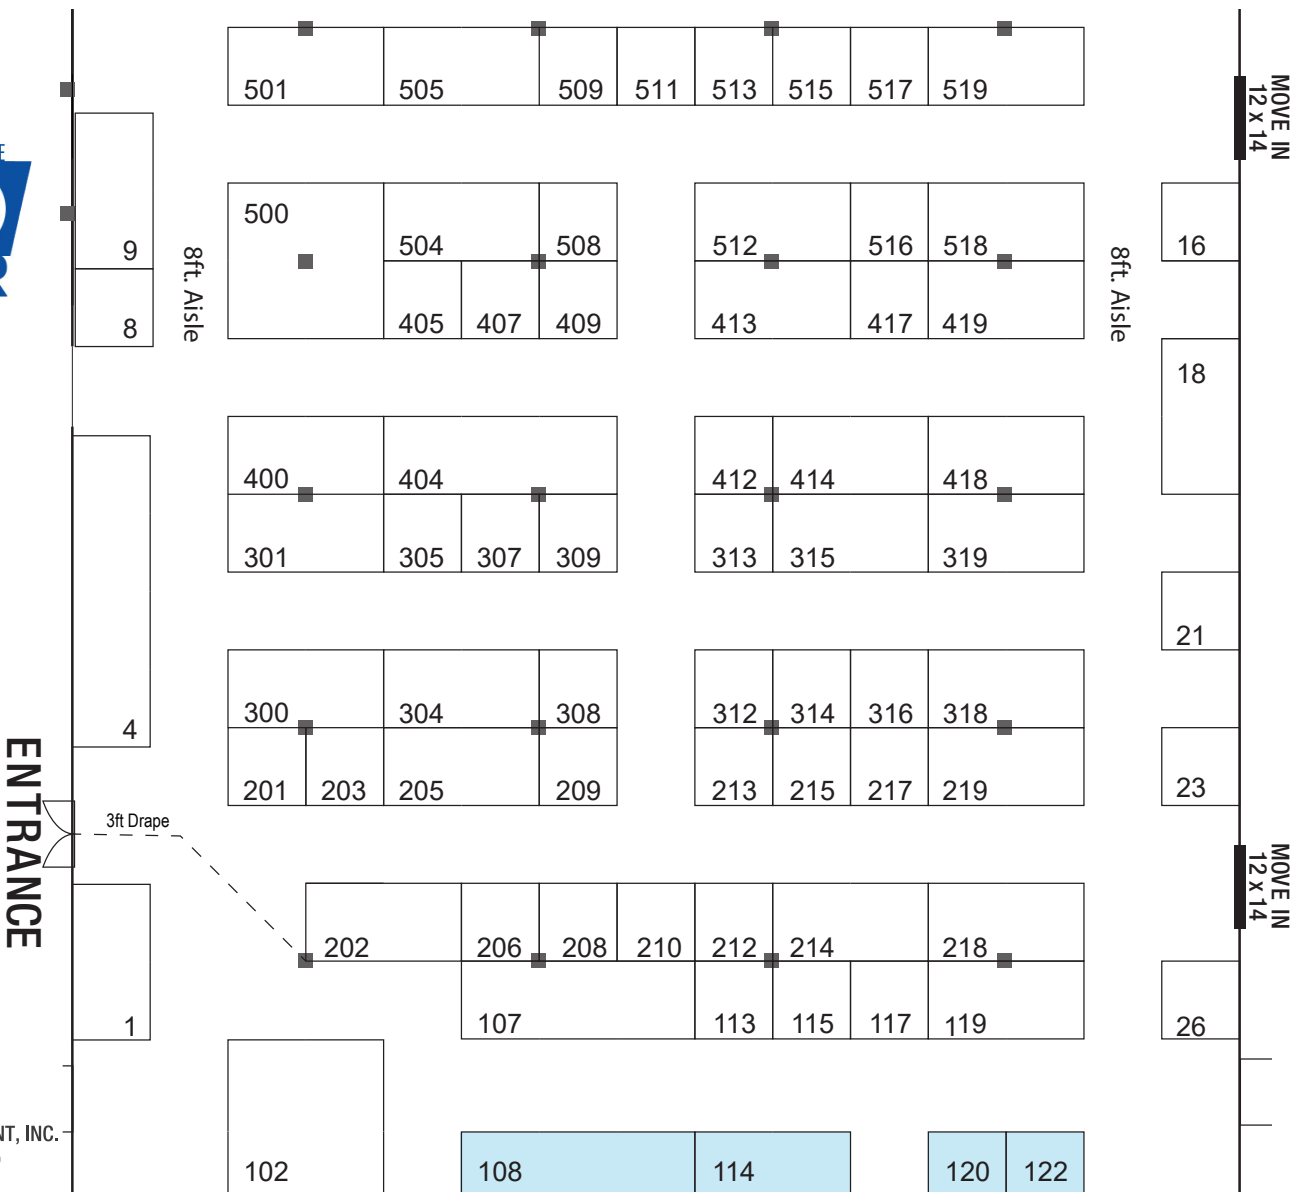 501 505 509 511 513 515 517 519
MOVE IN
12 x 14
500 504 508 512 516 518 16
9
8ft. Aisle
8ft. Aisle
8 405 407 409 413 417 419
18
400 404 412 414 418
301 305 307 309 313 315 319
21
300 304 308 312 314 316 318
4
ENTRANCE
201 203 205 209 213 215 217 219 23
3ft Drape
MOVE IN
12 x 14
202 206 208 210 212 214 218
1 107 113 115 117 119 26
NT, INC.
102 108 114 120 122